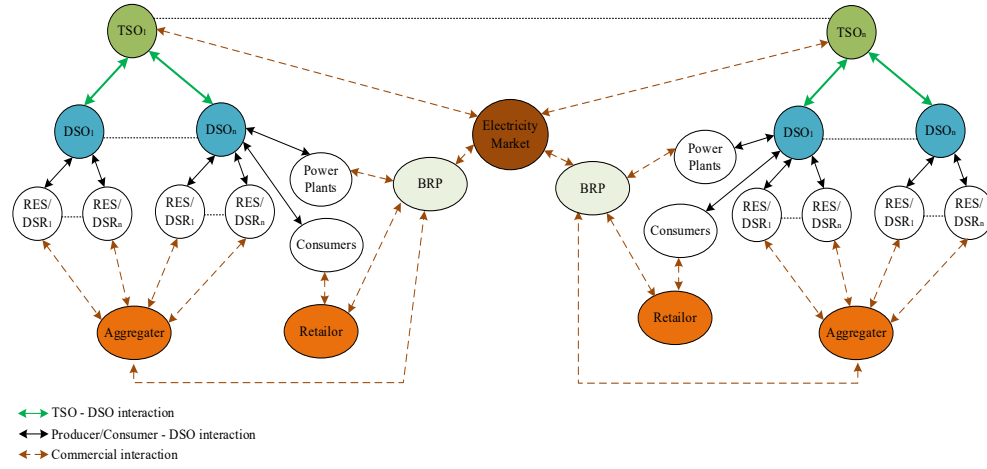 TSO₁
TSOₙ
DSO₁
DSOₙ
Electricity
Market
DSO₁
DSOₙ
Power
Plants
BRP
BRP
Power
Plants
RES/
DSR₁
RES/
DSRₙ
RES/
DSR₁
RES/
DSRₙ
Consumers
Consumers
RES/
DSR₁
RES/
DSRₙ
RES/
DSR₁
RES/
DSRₙ
Aggregater
Retailor
Retailor
Aggregater
TSO - DSO interaction
Producer/Consumer - DSO interaction
Commercial interaction